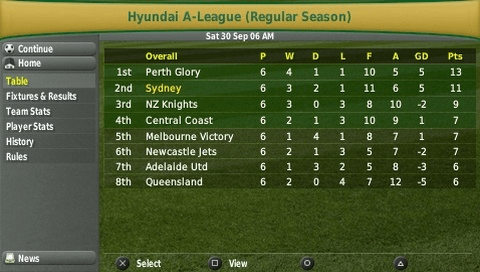 Hyundai A-League (Regular Season)
Sat 30 Sep 06 AM
Continue
Home
Table
Fixtures & Results
Team Stats
Player Stats
History
Rules
News
Overall P W D L F A GD Pts
1st Perth Glory 6 4 1 1 10 5 5 13
2nd Sydney 6 3 2 1 11 6 5 11
3rd NZ Knights 6 3 0 3 8 10 -2 9
4th Central Coast 6 2 1 3 10 9 1 7
5th Melbourne Victory 6 1 4 1 8 7 1 7
6th Newcastle Jets 6 2 1 3 5 7 -2 7
7th Adelaide Utd 6 1 3 2 5 8 -3 6
8th Queensland 6 2 0 4 7 12 -5 6
Select View